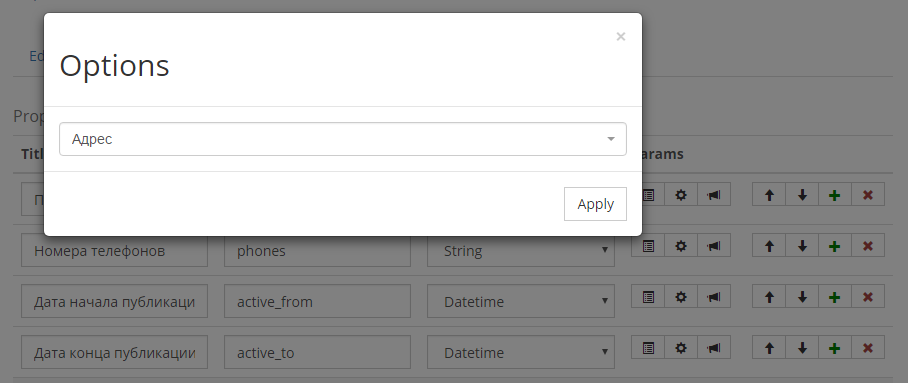 Ed
×
Options
Prop
Адрес
Titl
arams
П
Apply
Номера телефонов phones String
Дата начала публикаци active_from Datetime
Дата конца публикации active_to Datetime